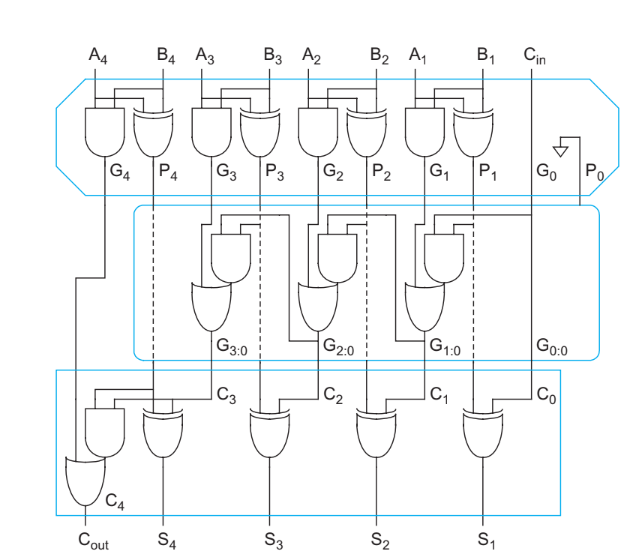 A4 B4 A3 B3 A2 B2 A1 B1 Cin
G4 P4 G3 P3 G2 P2 G1 P1 G0 P0
G3:0 G2:0 G1:0 G0:0
C3 C2 C1 C0
C4
Cout S4 S3 S2 S1